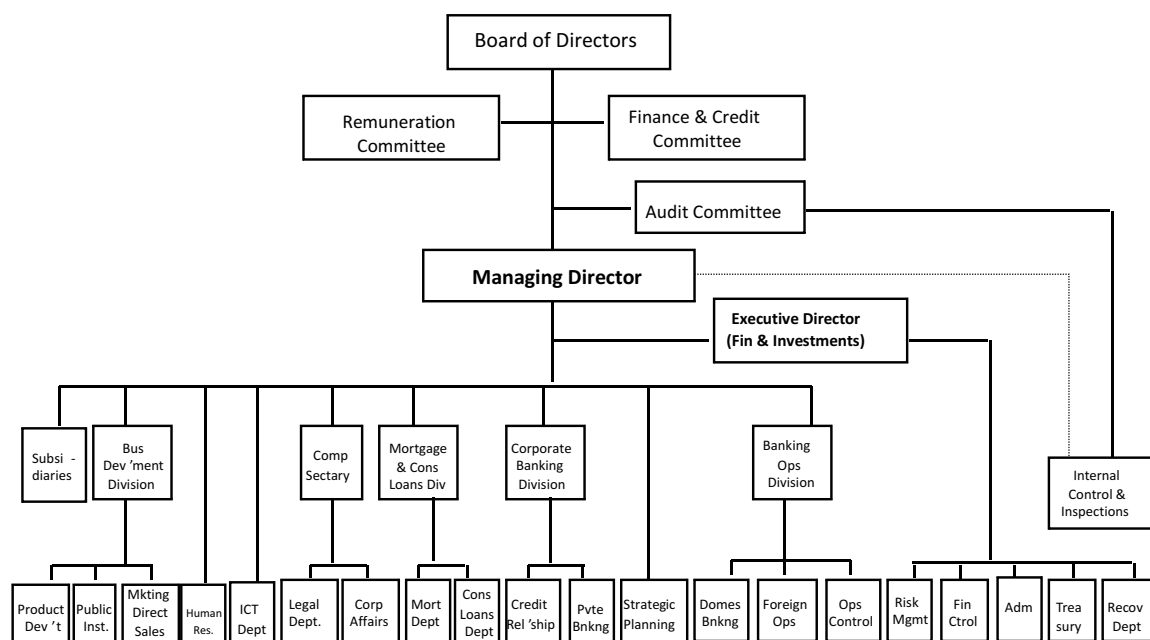 Board of Directors
Remuneration
Committee
Finance & Credit
Committee
Audit Committee
Managing Director
Executive Director
(Fin & Investments)
Subsi -
diaries
Bus
Dev ’ment
Division
Comp
Sectary
Mortgage
& Cons
Loans Div
Corporate
Banking
Division
Banking
Ops
Division
Internal
Control &
Inspections
Product
Dev ’t
Public
Inst.
Mkting
Direct
Sales
Human
Res.
ICT
Dept
Legal
Dept.
Corp
Affairs
Mort
Dept
Cons
Loans
Dept
Credit
Rel ’ship
Pvte
Bnkng
Strategic
Planning
Domes
Bnkng
Foreign
Ops
Ops
Control
Risk
Mgmt
Fin
Ctrol
Adm
Trea
sury
Recov
Dept